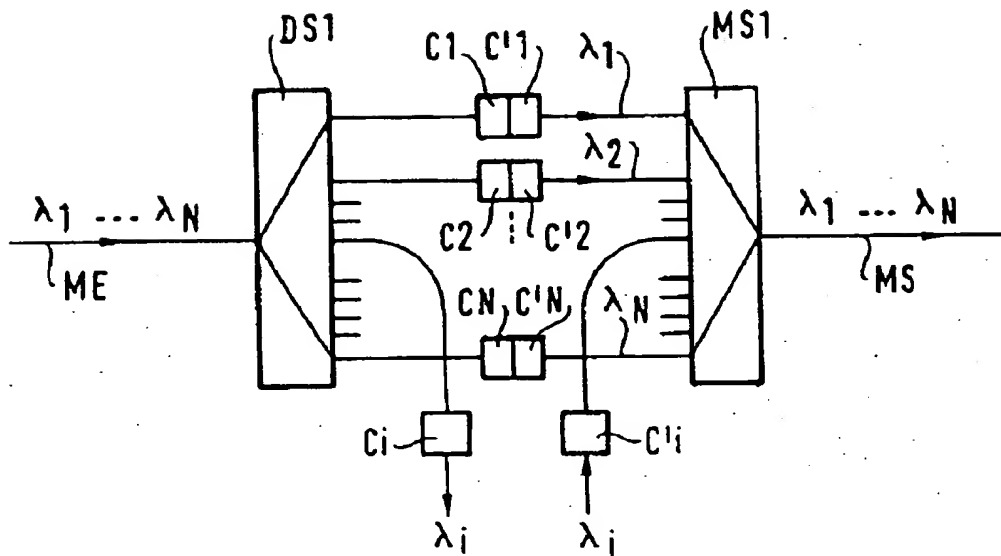 DS1
C1 C'1
λ1
MS1
λ2
C2 C'2
λ1 ... λN
ME
λ1 ... λN
MS
CN C'N
λN
Ci
C'i
λi
λi